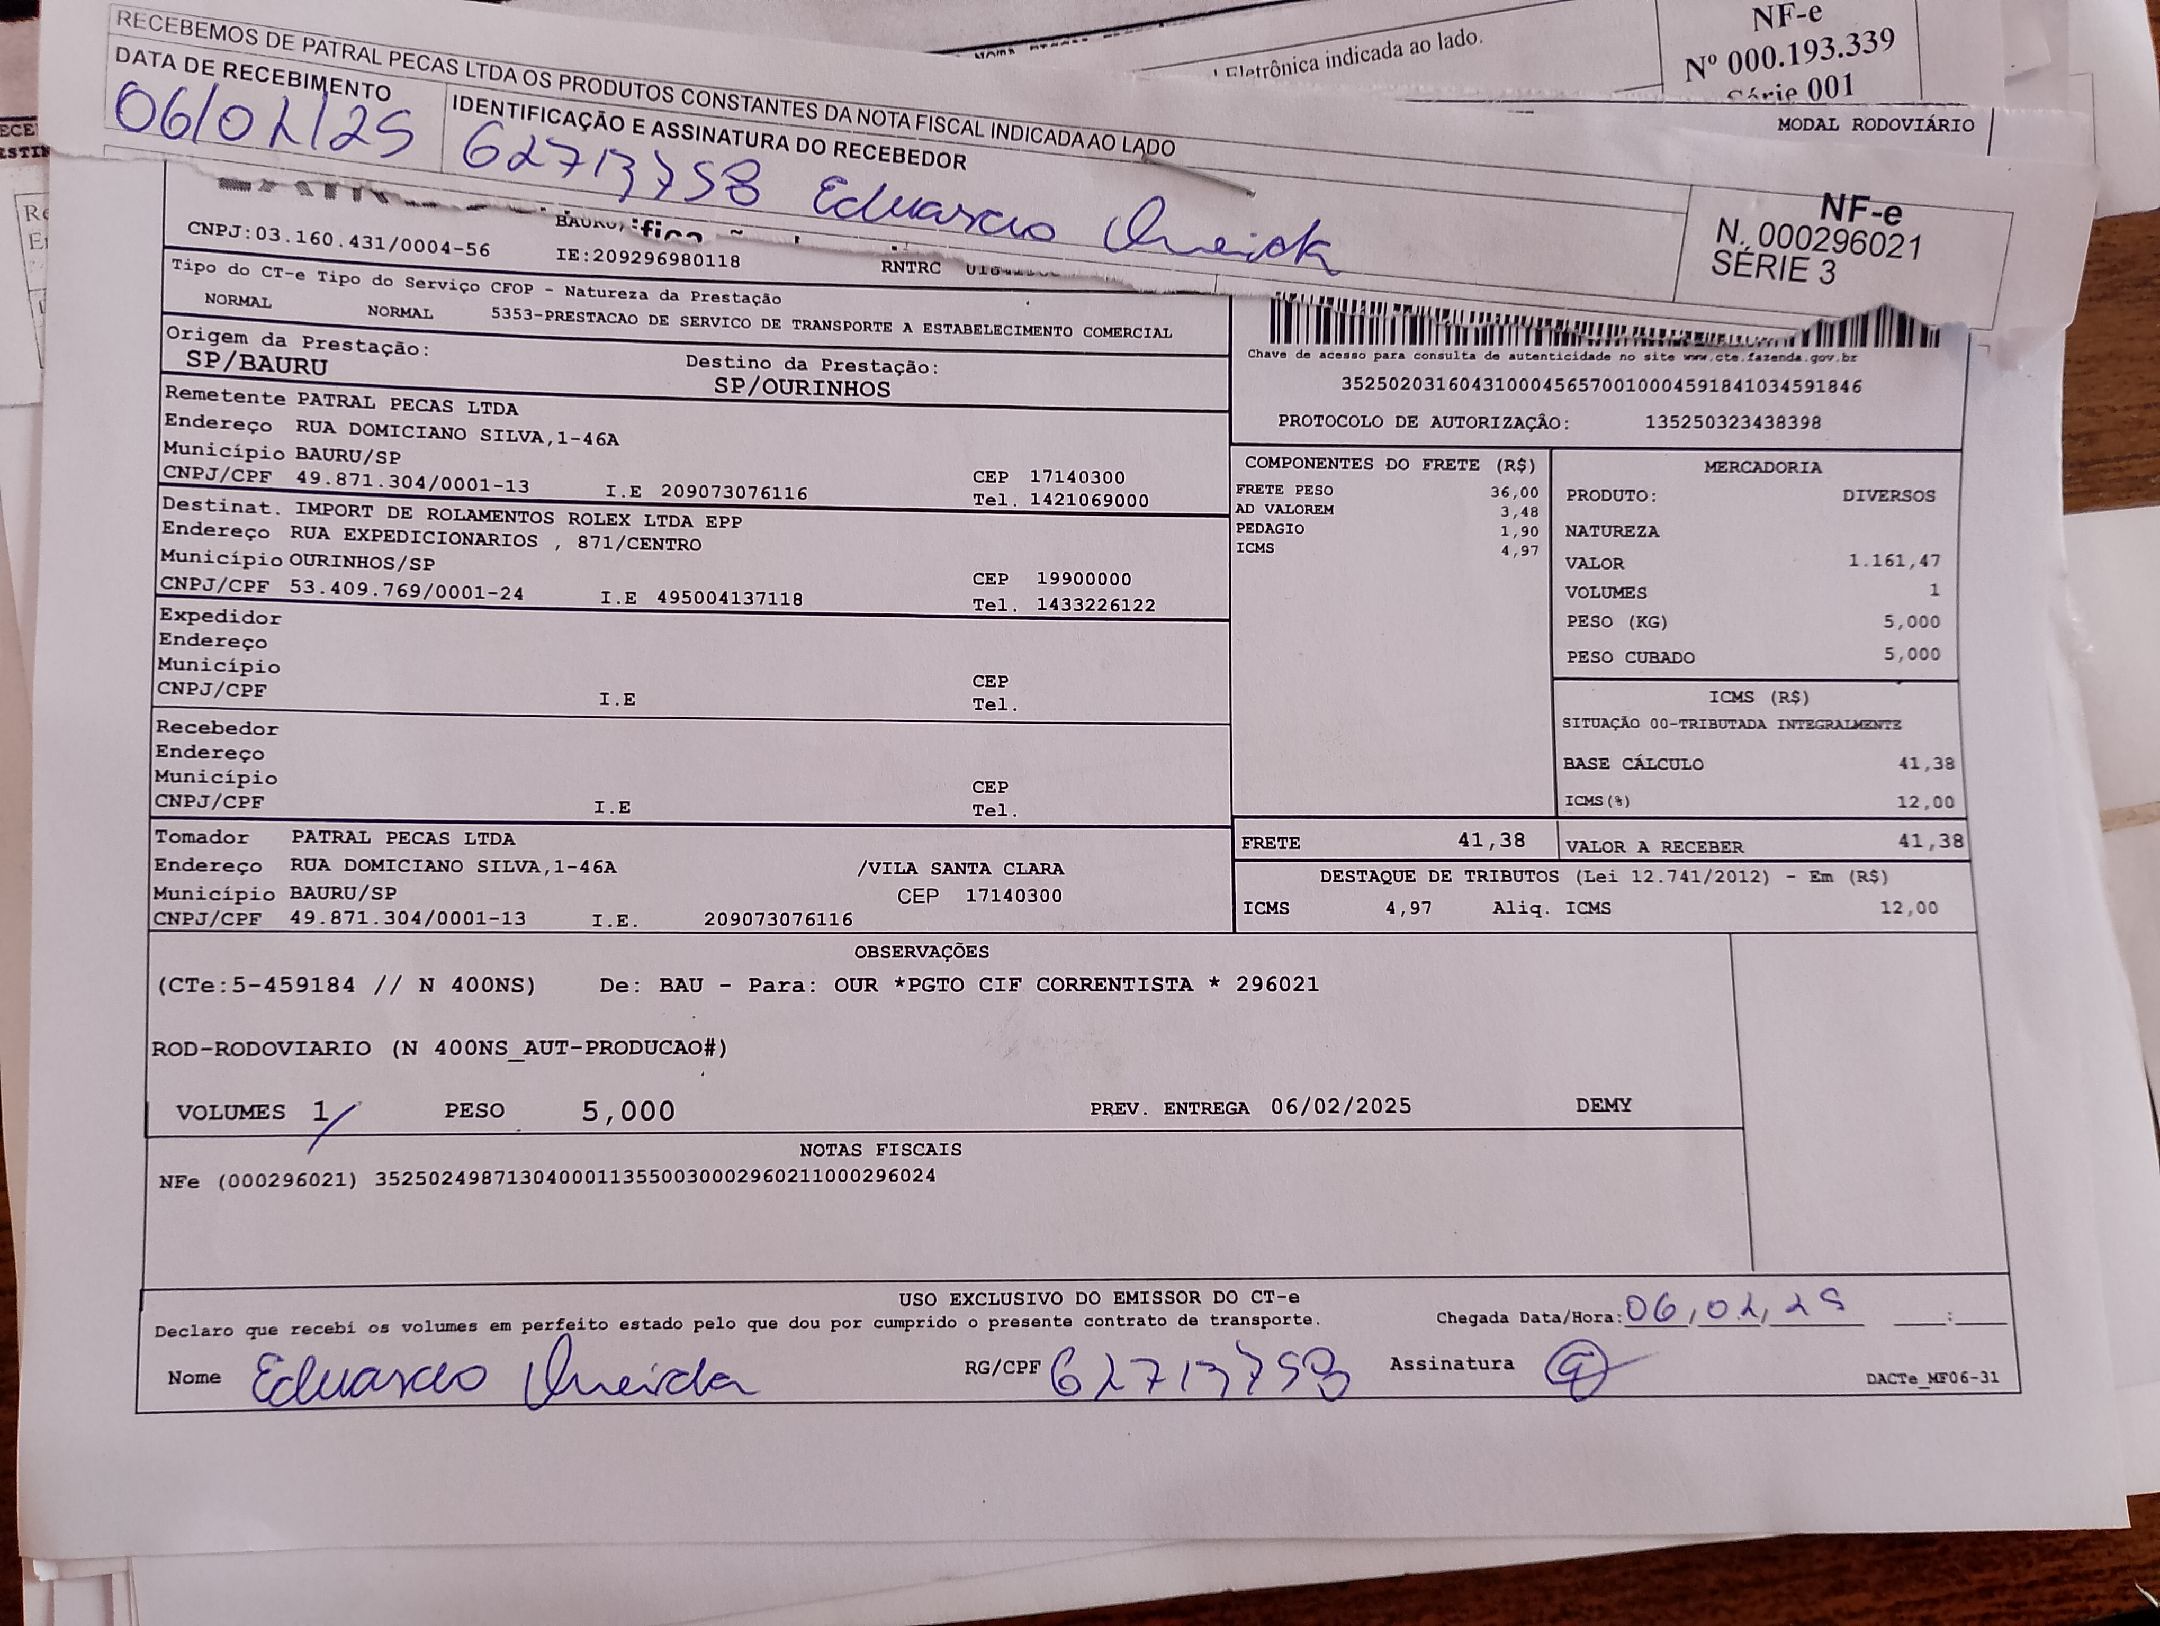 NF-e
Nº 000.193.339
Série 001
Eletrônica indicada ao lado.
MODAL RODOVIÁRIO
RECEBEMOS DE PATRAL PECAS LTDA OS PRODUTOS CONSTANTES DA NOTA FISCAL INDICADA AO LADO
DATA DE RECEBIMENTO
IDENTIFICAÇÃO E ASSINATURA DO RECEBEDOR
06/02/25 62713758 Eduardo
NF-e
N. 000296021
SÉRIE 3
BAURU,
CNPJ:03.160.431/0004-56 IE:209296980118 RNTRC
Tipo do CT-e Tipo do Serviço CFOP - Natureza da Prestação
NORMAL NORMAL 5353-PRESTACAO DE SERVICO DE TRANSPORTE A ESTABELECIMENTO COMERCIAL
Origem da Prestação: Destino da Prestação:
SP/BAURU SP/OURINHOS
Chave de acesso para consulta de autenticidade no site www.cte.fazenda.gov.br
35250203160431000456570010004591841034591846
PROTOCOLO DE AUTORIZAÇÃO: 135250323438398
Remetente PATRAL PECAS LTDA
Endereço RUA DOMICIANO SILVA,1-46A
Município BAURU/SP CEP 17140300
CNPJ/CPF 49.871.304/0001-13 I.E 209073076116 Tel. 1421069000
Destinat. IMPORT DE ROLAMENTOS ROLEX LTDA EPP
Endereço RUA EXPEDICIONARIOS , 871/CENTRO
Município OURINHOS/SP CEP 19900000
CNPJ/CPF 53.409.769/0001-24 I.E 495004137118 Tel. 1433226122
Expedidor
Endereço
Município CEP
CNPJ/CPF I.E Tel.
Recebedor
Endereço
Município CEP
CNPJ/CPF I.E Tel.
Tomador PATRAL PECAS LTDA
Endereço RUA DOMICIANO SILVA,1-46A /VILA SANTA CLARA
Município BAURU/SP CEP 17140300
CNPJ/CPF 49.871.304/0001-13 I.E. 209073076116
COMPONENTES DO FRETE (R$)
FRETE PESO 36,00
AD VALOREM 3,48
PEDAGIO 1,90
ICMS 4,97
MERCADORIA
PRODUTO: DIVERSOS
NATUREZA
VALOR 1.161,47
VOLUMES 1
PESO (KG) 5,000
PESO CUBADO 5,000
ICMS (R$)
SITUAÇÃO 00-TRIBUTADA INTEGRALMENTE
BASE CÁLCULO 41,38
ICMS(%) 12,00
FRETE 41,38 VALOR A RECEBER 41,38
DESTAQUE DE TRIBUTOS (Lei 12.741/2012) - Em (R$)
ICMS 4,97 Aliq. ICMS 12,00
OBSERVAÇÕES
(CTe:5-459184 // N 400NS) De: BAU - Para: OUR *PGTO CIF CORRENTISTA * 296021
ROD-RODOVIARIO (N 400NS_AUT-PRODUCAO#)
VOLUMES 1 PESO 5,000 PREV. ENTREGA 06/02/2025 DEMY
NOTAS FISCAIS
NFe (000296021) 35250249871304000113550030002960211000296024
USO EXCLUSIVO DO EMISSOR DO CT-e
Declaro que recebi os volumes em perfeito estado pelo que dou por cumprido o presente contrato de transporte. Chegada Data/Hora: 06/02/25 __:__
Nome Eduardo RG/CPF 62713758 Assinatura
DACTe_MF06-31